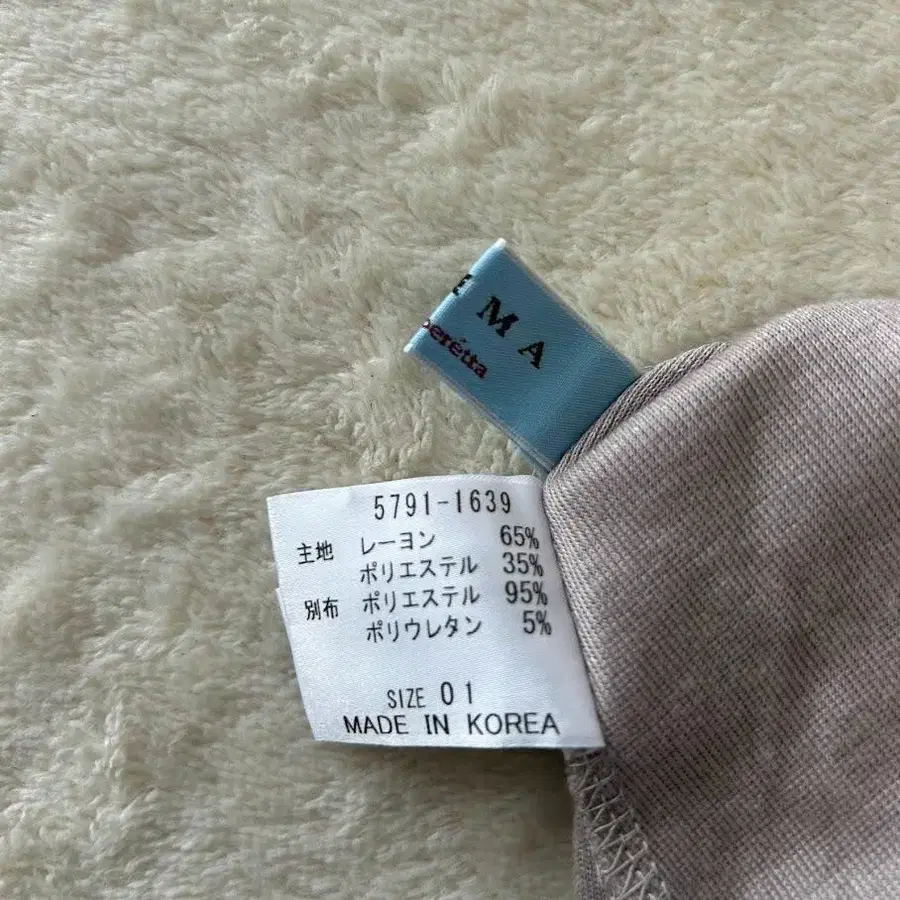 M A
5791-1639
主地 レーヨン 65%
ポリエステル 35%
別布 ポリエステル 95%
ポリウレタン 5%
SIZE 01
MADE IN KOREA